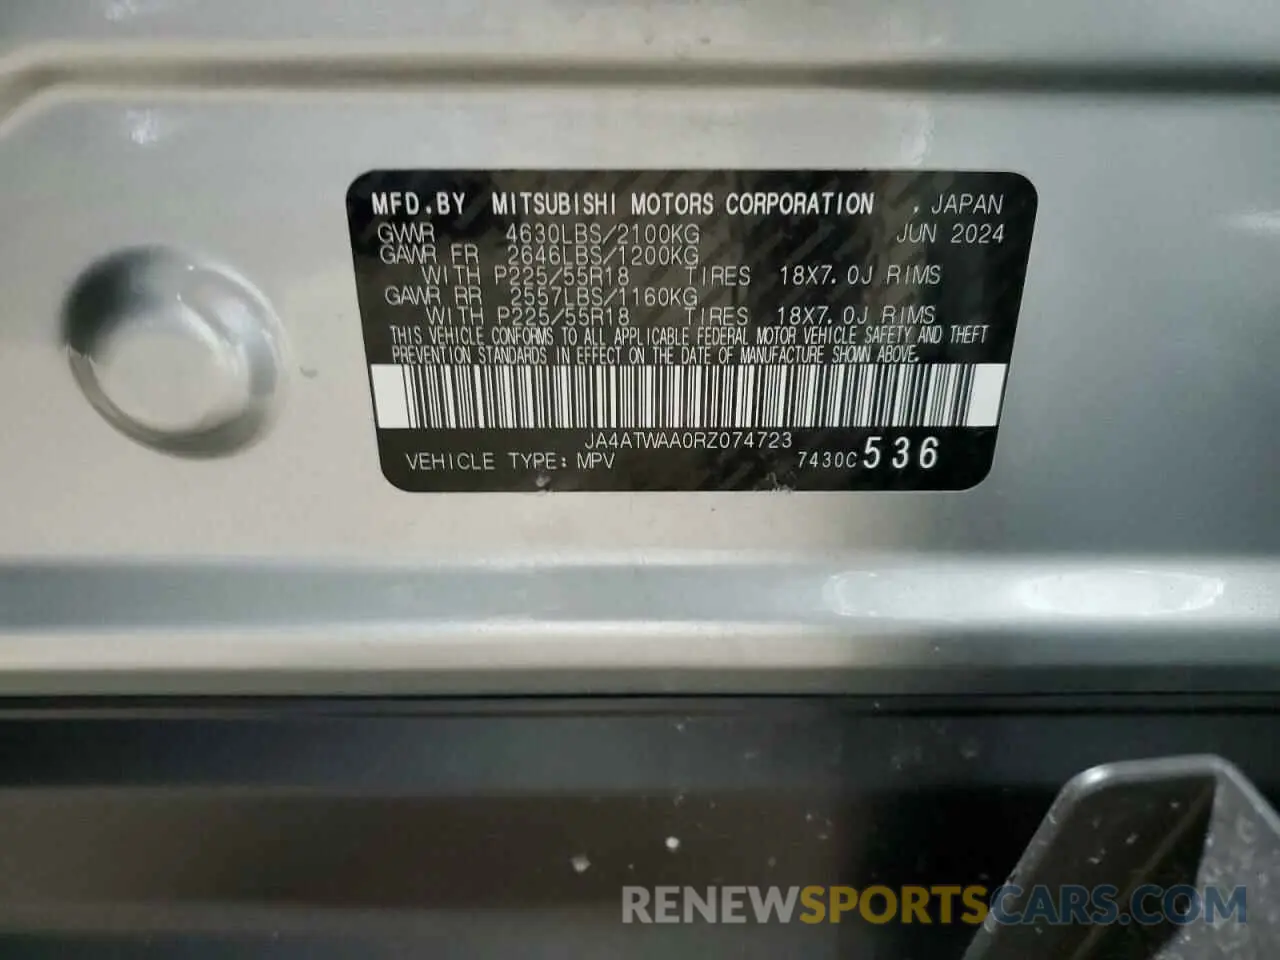 MFD.BY MITSUBISHI MOTORS CORPORATION , JAPAN
GVWR 4630LBS/2100KG JUN 2024
GAWR FR 2646LBS/1200KG
WITH P225/55R18 TIRES 18X7.0J RIMS
GAWR RR 2557LBS/1160KG
WITH P225/55R18 TIRES 18X7.0J RIMS
THIS VEHICLE CONFORMS TO ALL APPLICABLE FEDERAL MOTOR VEHICLE SAFETY AND THEFT
PREVENTION STANDARDS IN EFFECT ON THE DATE OF MANUFACTURE SHOWN ABOVE.
JA4ATWAA0RZ074723
VEHICLE TYPE: MPV 7430C 536
RENEWSPORTSCARS.COM